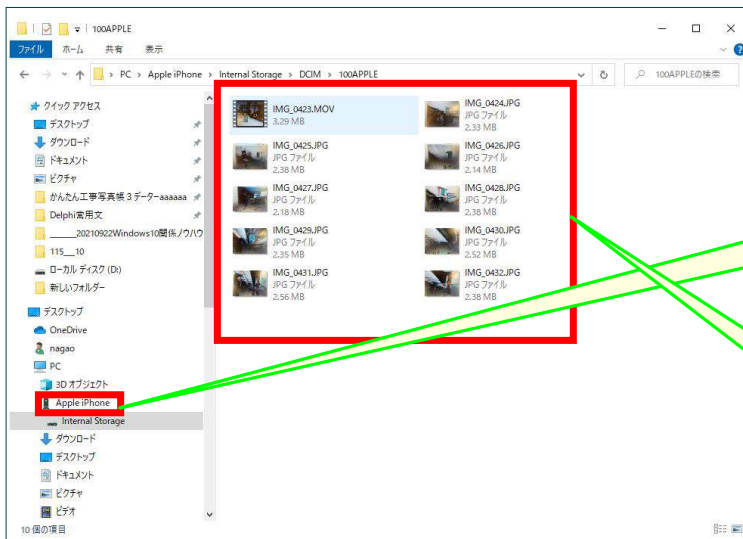 100APPLE
ファイル ホーム 共有 表示
PC > Apple iPhone > Internal Storage > DCIM > 100APPLE
100APPLEの検索
クイック アクセス
デスクトップ
ダウンロード
ドキュメント
ピクチャ
かんたん工事写真帳3データーaaaaaa
Delphi常用文
_____20210922Windows10関係ノウハウ
115__10
ローカル ディスク (D:)
新しいフォルダー
デスクトップ
OneDrive
nagao
PC
3D オブジェクト
Apple iPhone
Internal Storage
ダウンロード
デスクトップ
ドキュメント
ピクチャ
ビデオ
IMG_0423.MOV
3.29 MB
IMG_0424.JPG
JPG ファイル
2.33 MB
IMG_0425.JPG
JPG ファイル
2.38 MB
IMG_0426.JPG
JPG ファイル
2.14 MB
IMG_0427.JPG
JPG ファイル
2.18 MB
IMG_0428.JPG
JPG ファイル
2.38 MB
IMG_0429.JPG
JPG ファイル
2.35 MB
IMG_0430.JPG
JPG ファイル
2.52 MB
IMG_0431.JPG
JPG ファイル
2.56 MB
IMG_0432.JPG
JPG ファイル
2.38 MB
10 個の項目